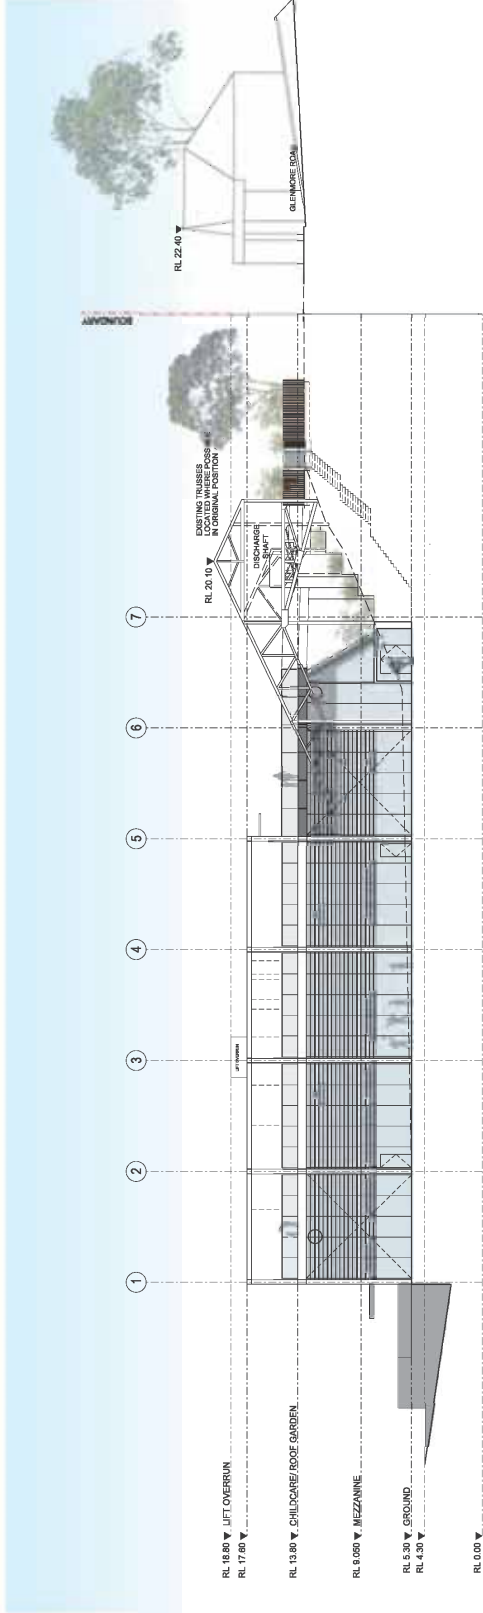 RL 18.80 LIFT OVERRUN
RL 17.60
RL 13.80 CHILDCARE/ ROOF GARDEN
RL 9.050 MEZZANINE
RL 5.30 GROUND
RL 4.30
RL 0.00
1
2
3
4
5
6
7
LIFT OVERRUN
RL 20.10
EXISTING TRUSSES
LOCATED WHERE POSSIBLE
IN ORIGINAL POSITION
DISCHARGE
SHAFT
BOUNDARY
RL 22.40
GLENMORE ROAD